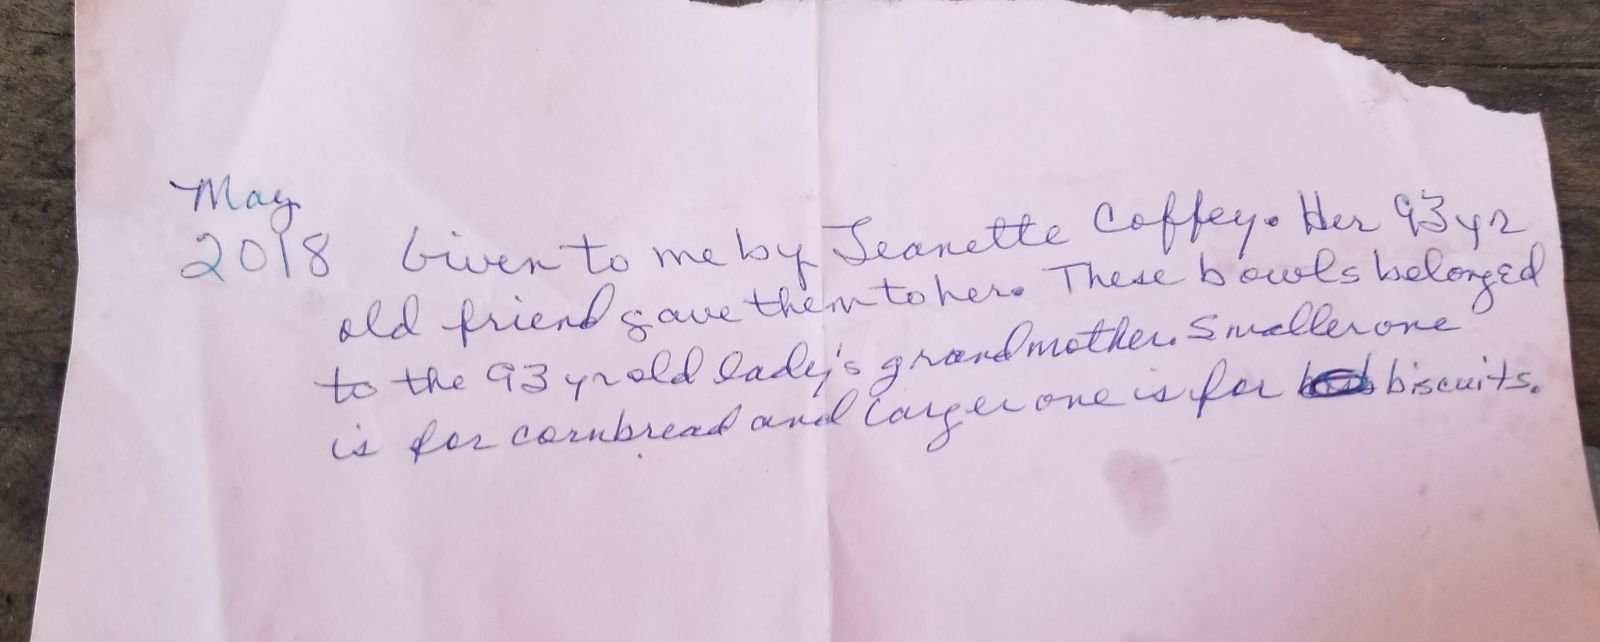 May
2018 Given to me by Jeanette Coffey. Her 93 yr
old friend gave them to her. These bowls belonged
to the 93 yr old lady's grandmother. Smaller one
is for cornbread and larger one is for biscuits.